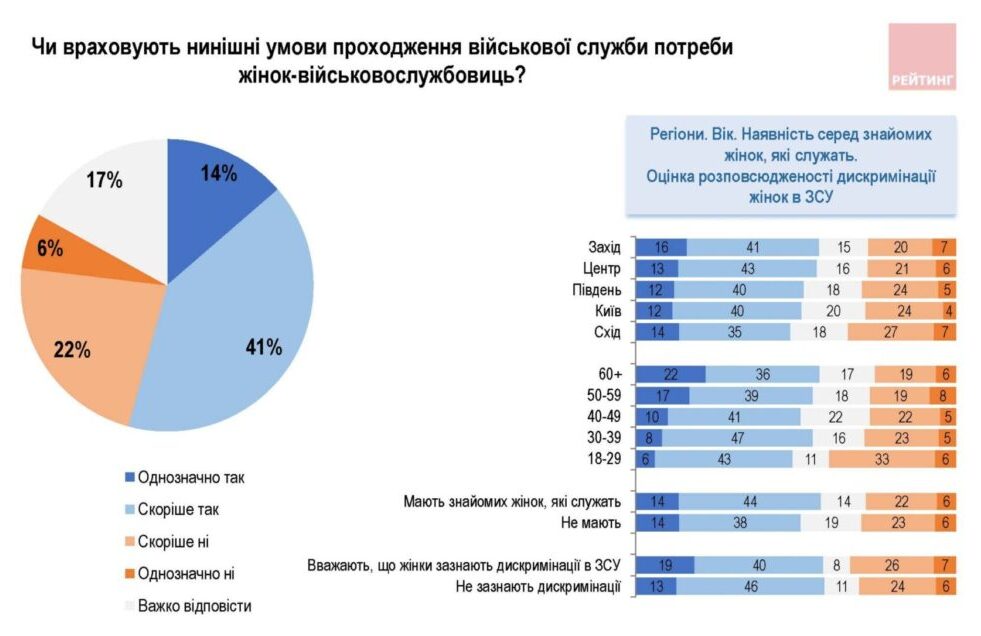 Чи враховують нинішні умови проходження військової служби потреби
жінок-військовослужбовиць?
РЕЙТИНГ
14%
41%
22%
6%
17%
Однозначно так
Скоріше так
Скоріше ні
Однозначно ні
Важко відповісти
Регіони. Вік. Наявність серед знайомих
жінок, які служать.
Оцінка розповсюдженості дискримінації
жінок в ЗСУ
Захід 16 41 15 20 7
Центр 13 43 16 21 6
Південь 12 40 18 24 5
Київ 12 40 20 24 4
Схід 14 35 18 27 7
60+ 22 36 17 19 6
50-59 17 39 18 19 8
40-49 10 41 22 22 5
30-39 8 47 16 23 5
18-29 6 43 11 33 6
Мають знайомих жінок, які служать 14 44 14 22 6
Не мають 14 38 19 23 6
Вважають, що жінки зазнають дискримінації в ЗСУ 19 40 8 26 7
Не зазнають дискримінації 13 46 11 24 6